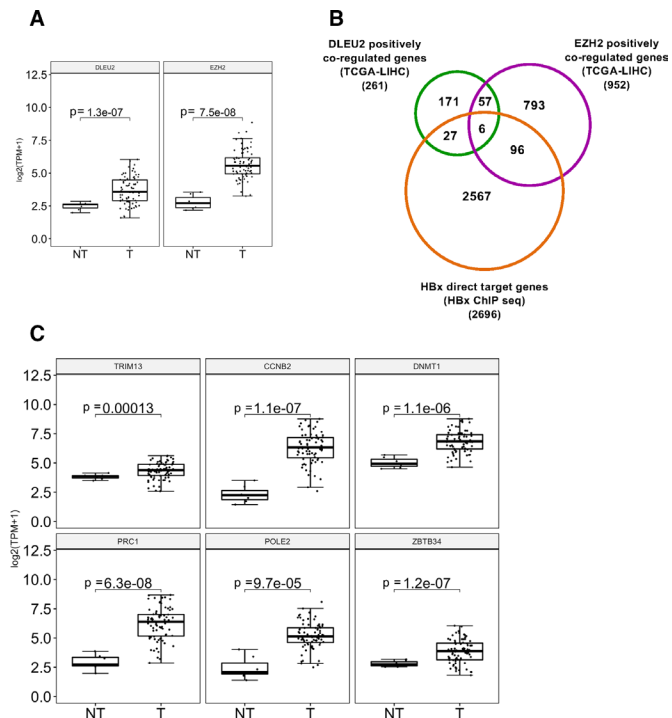 A
DLEU2
EZH2
12.5
10.0
7.5
5.0
2.5
0.0
log2(TPM+1)
p= 1.3e-07
p= 7.5e-08
NT
T
NT
T
B
DLEU2 positively
co-regulated genes
(TCGA-LIHC)
(261)
EZH2 positively
co-regulated genes
(TCGA-LIHC)
(952)
171
57
793
27
6
96
2567
HBx direct target genes
(HBx ChIP seq)
(2696)
C
TRIM13
CCNB2
DNMT1
12.5
10.0
7.5
5.0
2.5
0.0
p =0.00013
p =1.1e-07
p =1.1e-06
log2(TPM+1)
PRC1
POLE2
ZBTB34
12.5
10.0
7.5
5.0
2.5
0.0
p =6.3e-08
p =9.7e-05
p =1.2e-07
NT
T
NT
T
NT
T